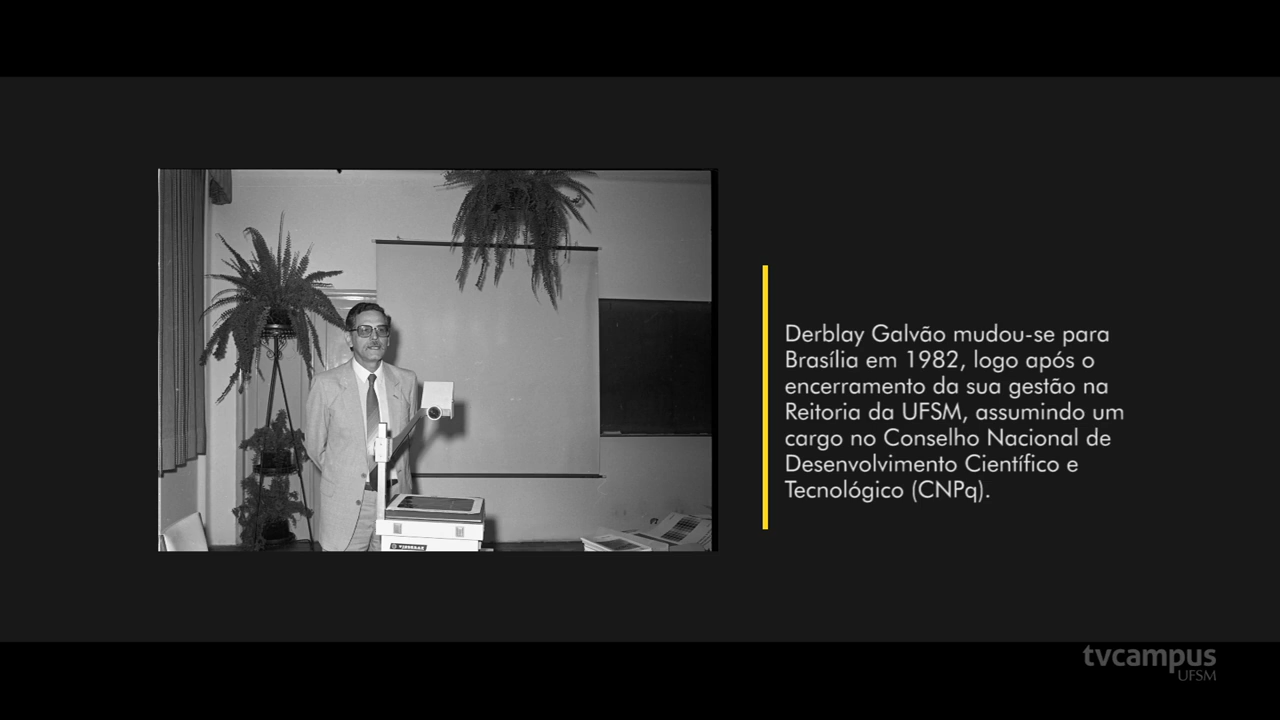 Derblay Galvão mudou-se para
Brasília em 1982, logo após o
encerramento da sua gestão na
Reitoria da UFSM, assumindo um
cargo no Conselho Nacional de
Desenvolvimento Científico e
Tecnológico (CNPq).
tvcampus
UFSM